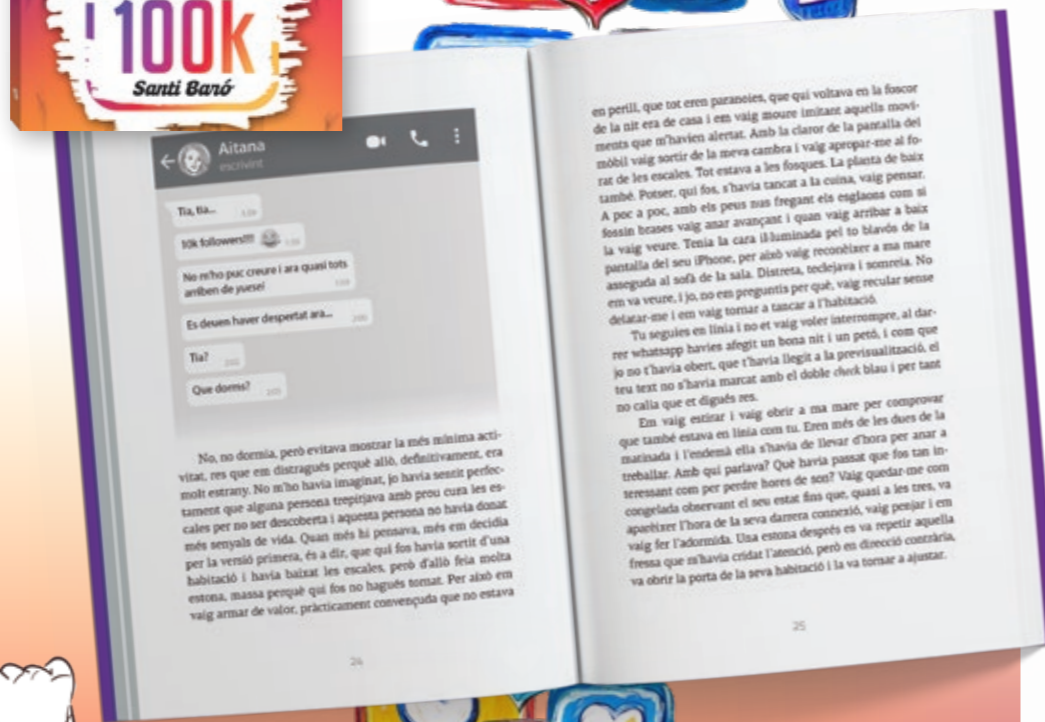 100k
Santi Baró
Aitana
escrivint
Tia, tia...
10k followers!!!!
No m'ho puc creure i ara quasi tots
arriben de yuesei
Es deuen haver despertat ara...
Tia?
Que dorms?
No, no dormia, però evitava mostrar la més mínima acti-
vitat, res que em distragués perquè allò, definitivament, era
molt estrany. No m'ho havia imaginat, jo havia sentit perfec-
tament que alguna persona trepitjava amb prou cura les es-
cales per no ser descoberta i aquesta persona no havia donat
més senyals de vida. Quan més hi pensava, més em decidia
per la versió primera, és a dir, que qui fos havia sortit d'una
habitació i havia baixat les escales, però d'allò feia molta
estona, massa perquè qui fos no hagués tornat. Per això em
vaig armar de valor, pràcticament convençuda que no estava
24
en perill, que tot eren paranoies, que qui voltava en la foscor
de la nit era de casa i em vaig moure imitant aquells movi-
ments que m'havien alertat. Amb la claror de la pantalla del
mòbil vaig sortir de la meva cambra i vaig apropar-me al fo-
rat de les escales. Tot estava a les fosques. La planta de baix
també. Potser, qui fos, s'havia tancat a la cuina, vaig pensar.
A poc a poc, amb els peus nus fregant els esglaons com si
fossin brases vaig anar avançant i quan vaig arribar a baix
la vaig veure. Tenia la cara il·luminada pel to blavós de la
pantalla del seu iPhone, per això vaig reconèixer a ma mare
asseguda al sofà de la sala. Distreta, teclejava i somreia. No
em va veure, i jo, no em preguntis per què, vaig recular sense
delatar-me i em vaig tornar a tancar a l'habitació.
Tu seguies en línia i no et vaig voler interrompre, al dar-
rer whatsapp havies afegit un bona nit i un petó, i com que
jo no t'havia obert, que t'havia llegit a la previsualització, el
teu text no s'havia marcat amb el doble check blau i per tant
no calia que et digués res.
Em vaig estirar i vaig obrir a ma mare per comprovar
que també estava en línia com tu. Eren més de les dues de la
matinada i l'endemà ella s'havia de llevar d'hora per anar a
treballar. Amb qui parlava? Què havia passat que fos tan in-
teressant com per perdre hores de son? Vaig quedar-me com
congelada observant el seu estat fins que, quasi a les tres, va
aparèixer l'hora de la seva darrera connexió, vaig penjar i em
vaig fer l'adormida. Una estona després es va repetir aquella
fressa que m'havia cridat l'atenció, però en direcció contrària,
va obrir la porta de la seva habitació i la va tornar a ajustar.
25